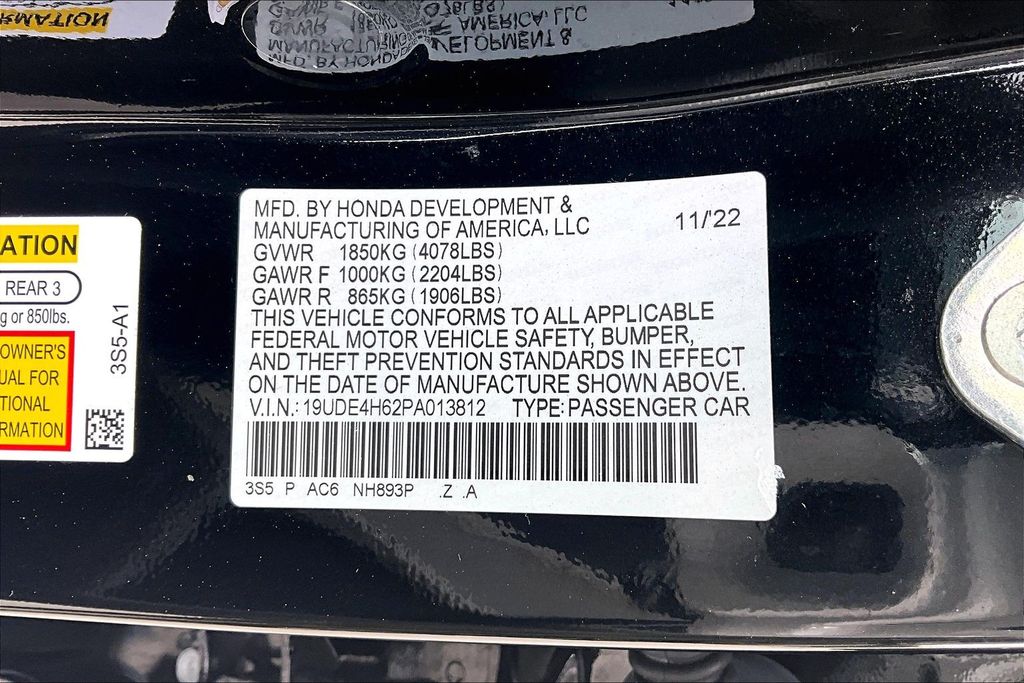 MFD. BY HONDA DEVELOPMENT &
MANUFACTURING OF AMERICA, LLC
11/'22
GVWR 1850KG (4078LBS)
GAWR F 1000KG (2204LBS)
GAWR R 865KG (1906LBS)
THIS VEHICLE CONFORMS TO ALL APPLICABLE
FEDERAL MOTOR VEHICLE SAFETY, BUMPER,
AND THEFT PREVENTION STANDARDS IN EFFECT
ON THE DATE OF MANUFACTURE SHOWN ABOVE.
V.I.N.: 19UDE4H62PA013812 TYPE: PASSENGER CAR
3S5 P AC6 NH893P .Z .A
ATION
REAR 3
g or 850lbs.
OWNER'S
UAL FOR
TIONAL
RMATION
3S5-A1